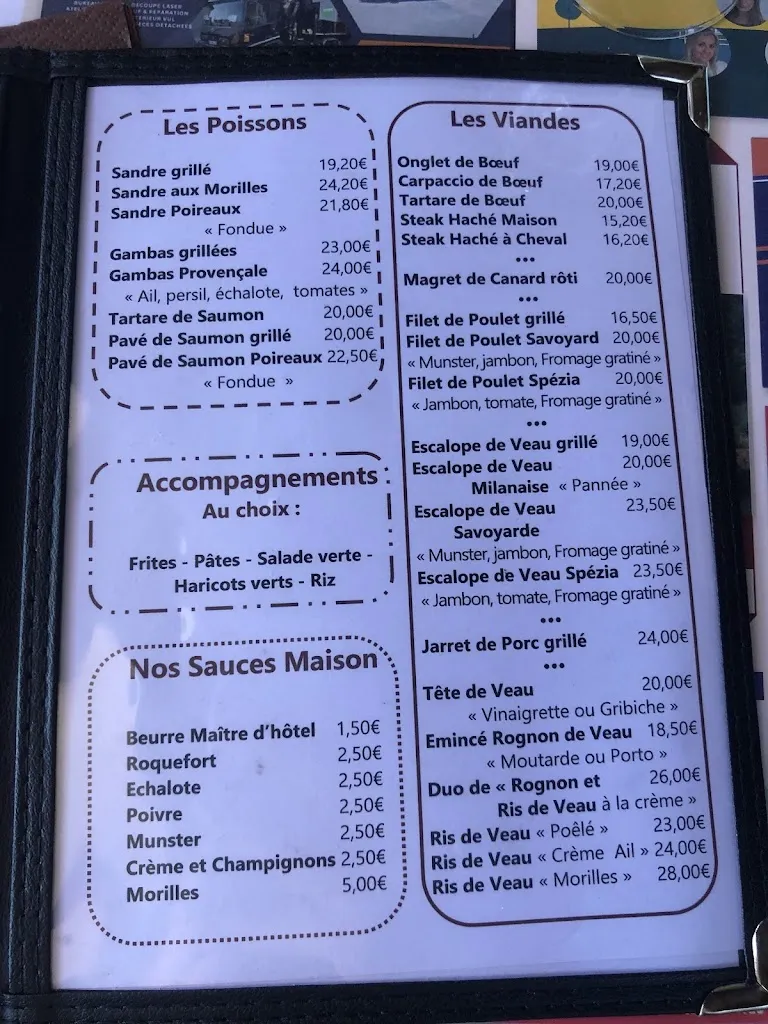 DECOUPE LASER
& REPARATION
PIECES DETACHEES
Les Poissons
Sandre grillé 19,20€
Sandre aux Morilles 24,20€
Sandre Poireaux 21,80€
« Fondue »
Gambas grillées 23,00€
Gambas Provençale 24,00€
« Ail, persil, échalote, tomates »
Tartare de Saumon 20,00€
Pavé de Saumon grillé 20,00€
Pavé de Saumon Poireaux 22,50€
« Fondue »
Accompagnements
Au choix :
Frites - Pâtes - Salade verte -
Haricots verts - Riz
Nos Sauces Maison
Beurre Maître d'hôtel 1,50€
Roquefort 2,50€
Echalote 2,50€
Poivre 2,50€
Munster 2,50€
Crème et Champignons 2,50€
Morilles 5,00€
Les Viandes
Onglet de Bœuf 19,00€
Carpaccio de Bœuf 17,20€
Tartare de Bœuf 20,00€
Steak Haché Maison 15,20€
Steak Haché à Cheval 16,20€
•••
Magret de Canard rôti 20,00€
•••
Filet de Poulet grillé 16,50€
Filet de Poulet Savoyard 20,00€
« Munster, jambon, Fromage gratiné »
Filet de Poulet Spézia 20,00€
« Jambon, tomate, Fromage gratiné »
•••
Escalope de Veau grillé 19,00€
Escalope de Veau 20,00€
Milanaise « Pannée »
Escalope de Veau 23,50€
Savoyarde
« Munster, jambon, Fromage gratiné »
Escalope de Veau Spézia 23,50€
« Jambon, tomate, Fromage gratiné »
•••
Jarret de Porc grillé 24,00€
•••
Tête de Veau 20,00€
« Vinaigrette ou Gribiche »
Emincé Rognon de Veau 18,50€
« Moutarde ou Porto »
Duo de « Rognon et 26,00€
Ris de Veau à la crème »
Ris de Veau « Poêlé » 23,00€
Ris de Veau « Crème Ail » 24,00€
Ris de Veau « Morilles » 28,00€